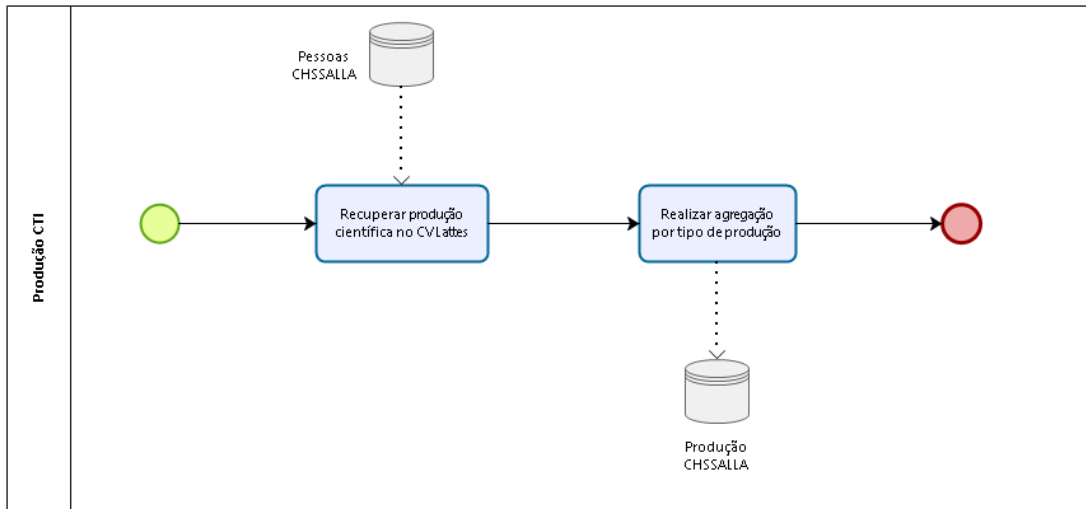 Produção CTI
Pessoas
CHSSALLA
Recuperar produção
científica no CVLattes
Realizar agregação
por tipo de produção
Produção
CHSSALLA